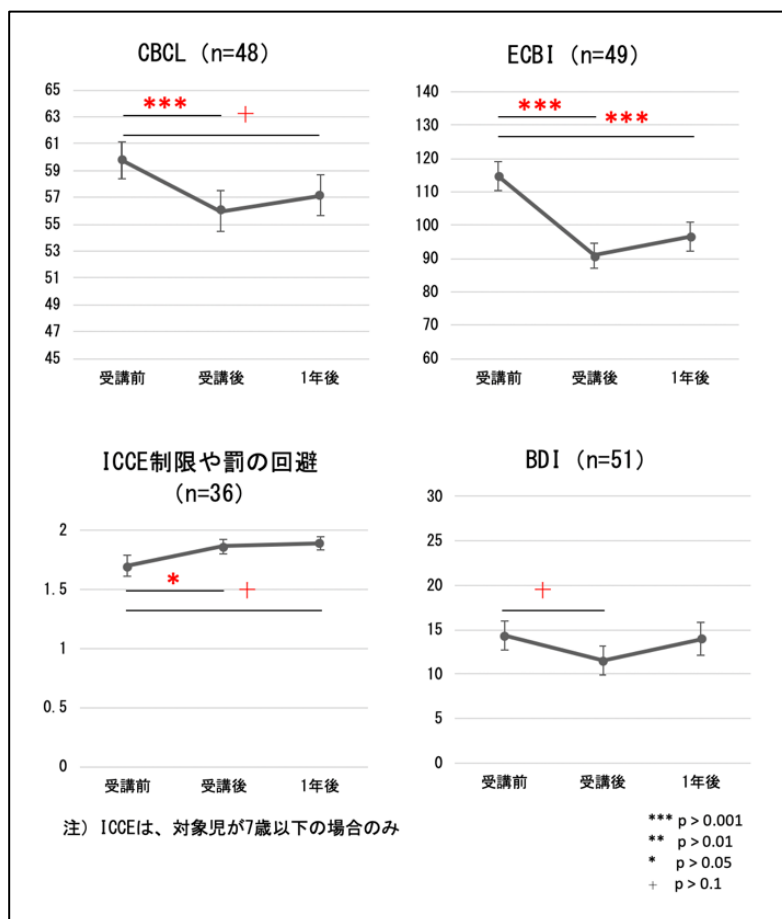 CBCL (n=48)
65
63
61
59
57
55
53
51
49
47
45
***
+
受講前
受講後
1年後
ECBI (n=49)
140
130
120
110
100
90
80
70
60
***
***
受講前
受講後
1年後
ICCE制限や罰の回避
(n=36)
2
1.5
1
0.5
0
*
+
受講前
受講後
1年後
BDI (n=51)
30
25
20
15
10
5
0
+
受講前
受講後
1年後
注) ICCEは、対象児が7歳以下の場合のみ
*** p > 0.001
** p > 0.01
* p > 0.05
+ p > 0.1